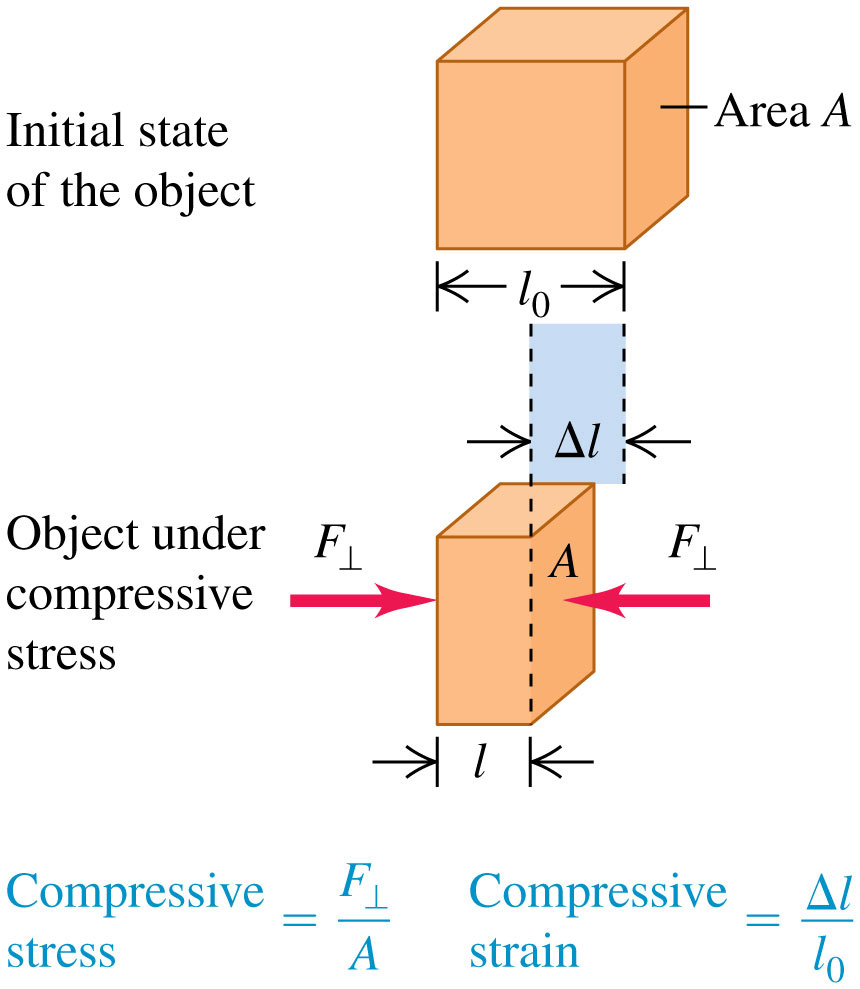 Initial state
of the object
Area A
l₀
Δl
Object under
compressive
stress
F⊥
A
F⊥
l
Compressive stress = F⊥/A
Compressive strain = Δl/l₀